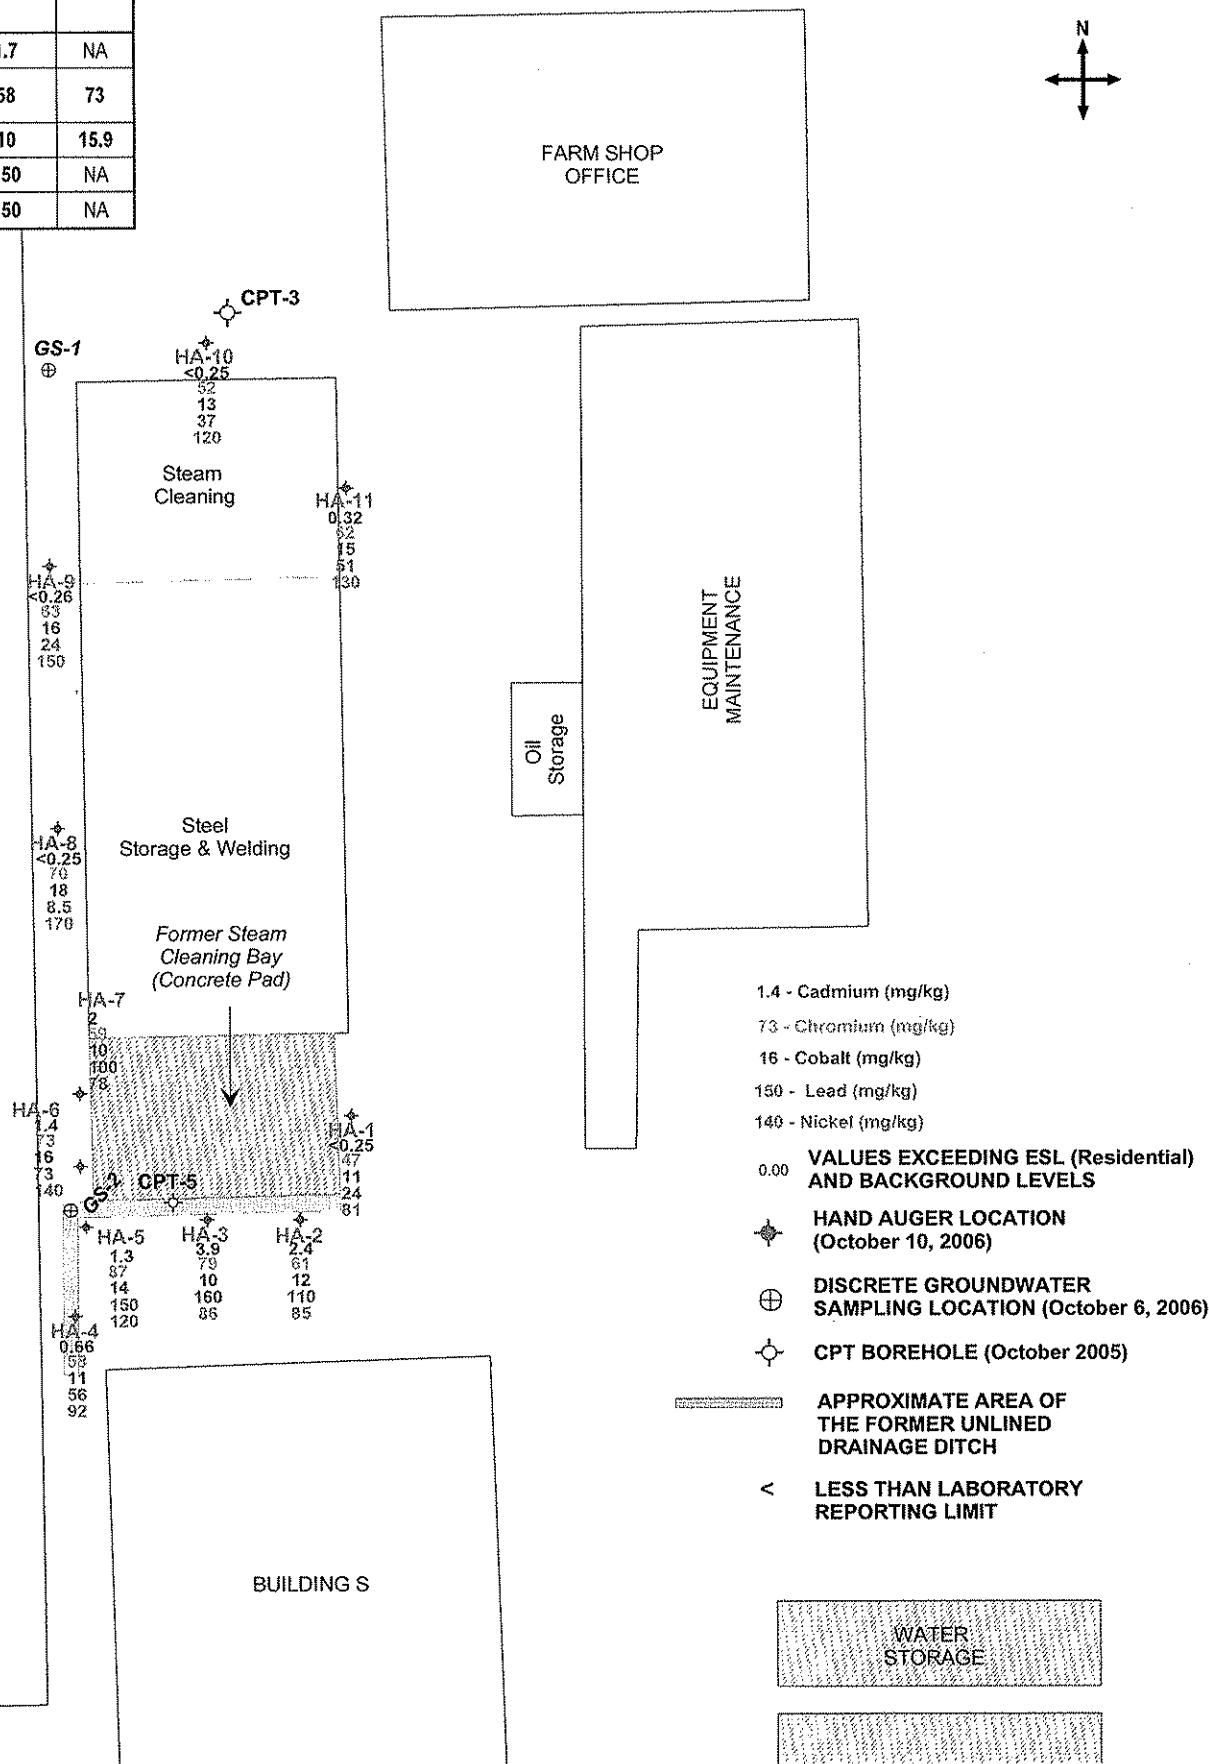 .7 NA
58 73
10 15.9
50 NA
50 NA
N
FARM SHOP
OFFICE
CPT-3
GS-1
HA-10
<0.25
52
13
37
120
Steam
Cleaning
HA-11
0.32
62
15
51
130
HA-9
<0.26
63
16
24
150
EQUIPMENT
MAINTENANCE
Oil
Storage
Steel
Storage & Welding
HA-8
<0.25
70
18
8.5
170
Former Steam
Cleaning Bay
(Concrete Pad)
HA-7
2
59
10
100
78
HA-6
1.4
73
16
73
140
HA-1
<0.25
47
11
24
81
GS-2
CPT-5
HA-5
1.3
87
14
150
120
HA-3
3.9
79
10
160
86
HA-2
2.4
61
12
110
85
HA-4
0.66
58
11
56
92
1.4 - Cadmium (mg/kg)
73 - Chromium (mg/kg)
16 - Cobalt (mg/kg)
150 - Lead (mg/kg)
140 - Nickel (mg/kg)
0.00 VALUES EXCEEDING ESL (Residential)
AND BACKGROUND LEVELS
HAND AUGER LOCATION
(October 10, 2006)
DISCRETE GROUNDWATER
SAMPLING LOCATION (October 6, 2006)
CPT BOREHOLE (October 2005)
APPROXIMATE AREA OF
THE FORMER UNLINED
DRAINAGE DITCH
< LESS THAN LABORATORY
REPORTING LIMIT
BUILDING S
WATER
STORAGE